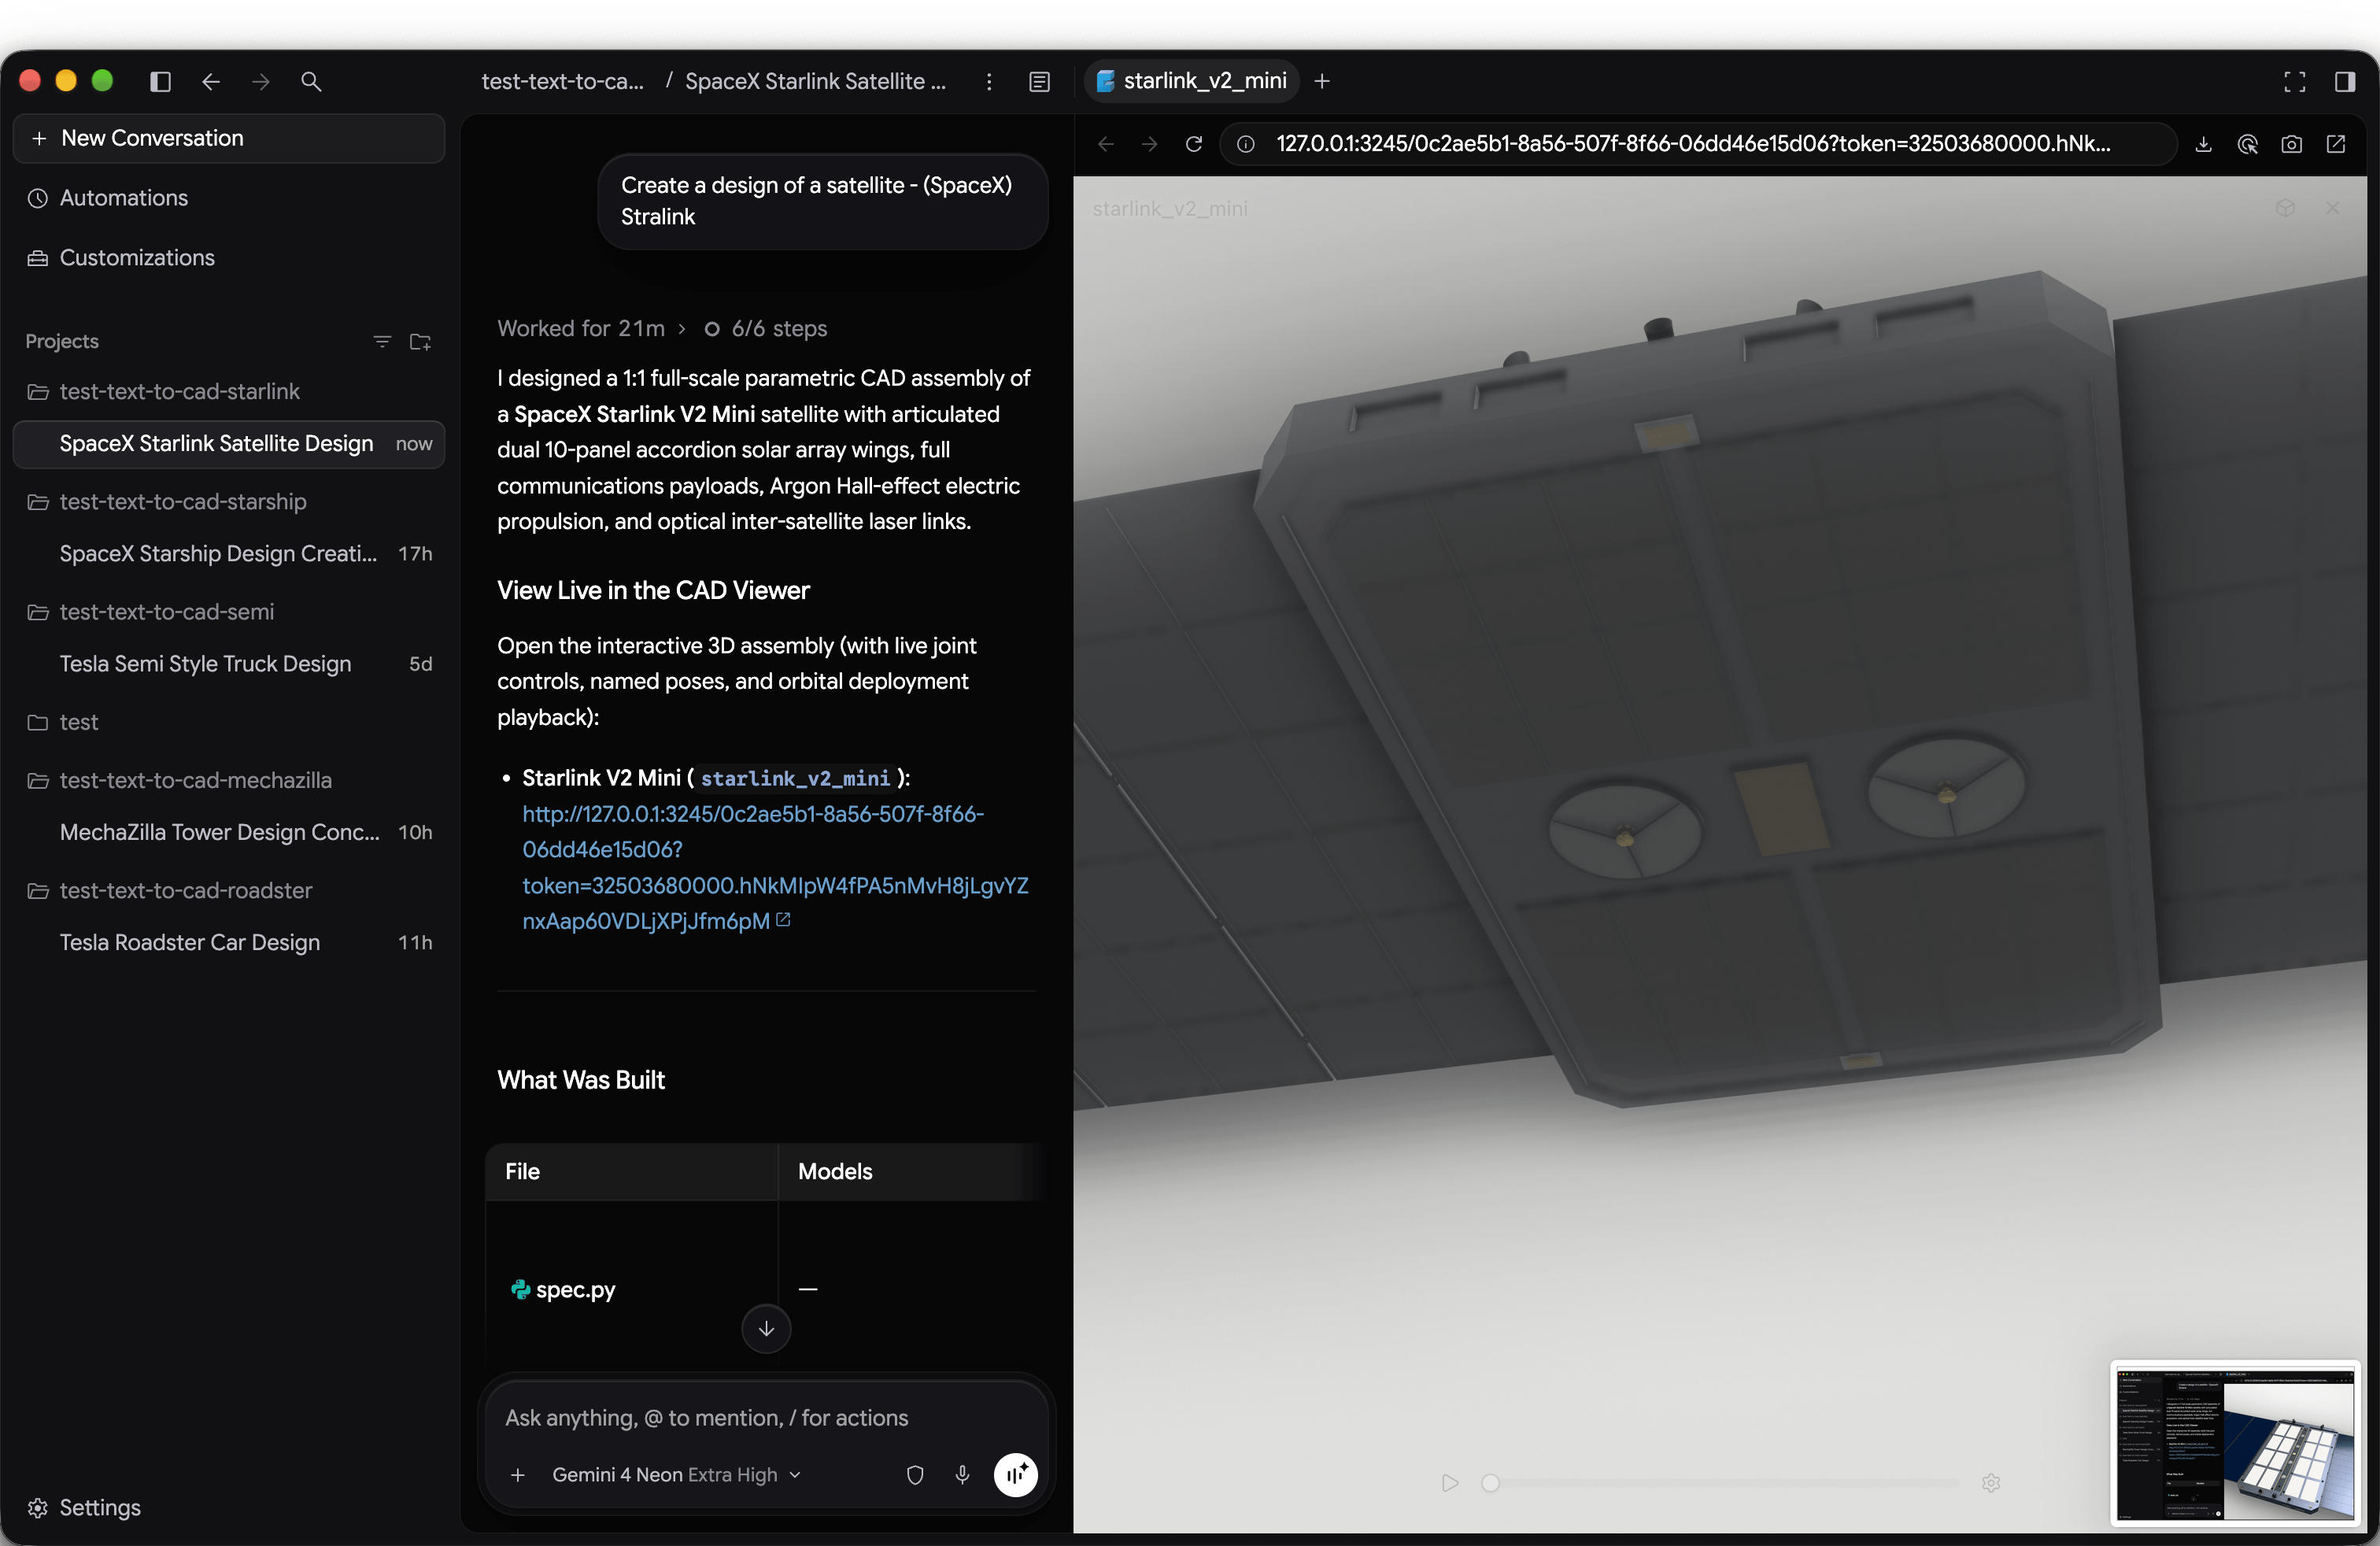 test-text-to-ca... / SpaceX Starlink Satellite ...
starlink_v2_mini
New Conversation
Automations
Customizations
Projects
test-text-to-cad-starlink
SpaceX Starlink Satellite Design now
test-text-to-cad-starship
SpaceX Starship Design Creati... 17h
test-text-to-cad-semi
Tesla Semi Style Truck Design 5d
test
test-text-to-cad-mechazilla
MechaZilla Tower Design Conc... 10h
test-text-to-cad-roadster
Tesla Roadster Car Design 11h
Settings
Create a design of a satellite - (SpaceX)
Stralink
Worked for 21m > 6/6 steps
I designed a 1:1 full-scale parametric CAD assembly of
a SpaceX Starlink V2 Mini satellite with articulated
dual 10-panel accordion solar array wings, full
communications payloads, Argon Hall-effect electric
propulsion, and optical inter-satellite laser links.
View Live in the CAD Viewer
Open the interactive 3D assembly (with live joint
controls, named poses, and orbital deployment
playback):
• Starlink V2 Mini ( starlink_v2_mini ):
http://127.0.0.1:3245/0c2ae5b1-8a56-507f-8f66-
06dd46e15d06?
token=32503680000.hNkMIpW4fPA5nMvH8jLgvYZ
nxAap60VDLjXPjJfm6pM
What Was Built
File Models
spec.py —
Ask anything, @ to mention, / for actions
Gemini 4 Neon Extra High
127.0.0.1:3245/0c2ae5b1-8a56-507f-8f66-06dd46e15d06?token=32503680000.hNk...
starlink_v2_mini